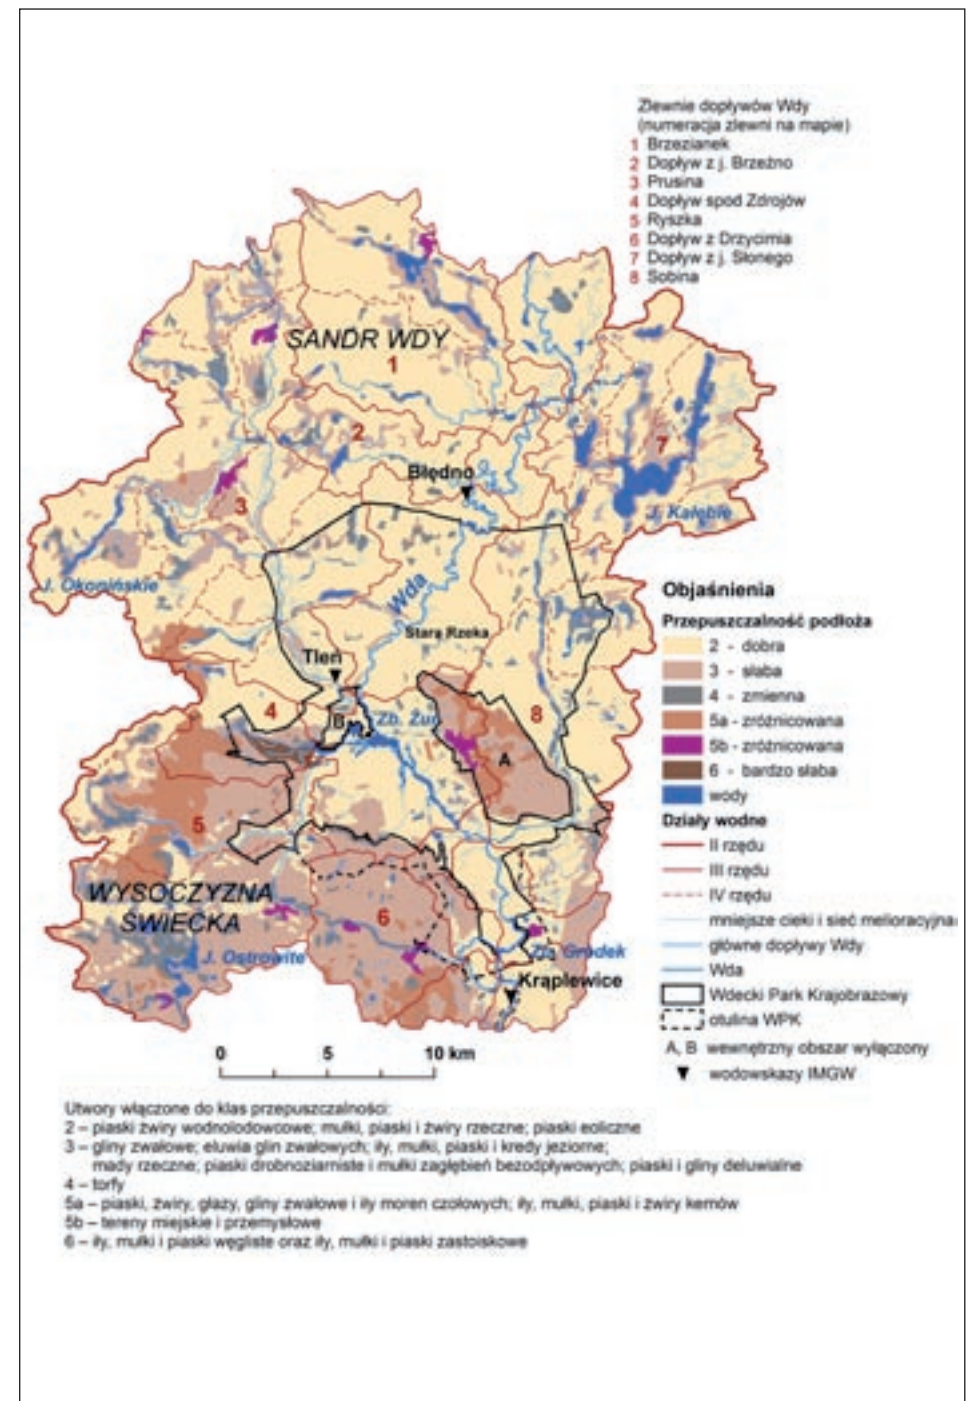 Zlewnie dopływów Wdy
(numeracja zlewni na mapie)
1 Brzezianek
2 Dopływ z j. Brzeźno
3 Prusina
4 Dopływ spod Zdrojów
5 Ryszka
6 Dopływ z Drzycimia
7 Dopływ z j. Słonego
8 Sobina
SANDR WDY
1
2
7
Błędno
3
J. Kałębie
J. Okonińskie
Wda
Stara Rzeka
Tleń
4
B
Zb. Żur
8
A
5
WYSOCZYZNA
ŚWIECKA
6
J. Ostrowite
Zb. Gródek
Krąplewice
0 5 10 km
Objaśnienia
Przepuszczalność podłoża
2 - dobra
3 - słaba
4 - zmienna
5a - zróżnicowana
5b - zróżnicowana
6 - bardzo słaba
wody
Działy wodne
II rzędu
III rzędu
IV rzędu
mniejsze cieki i sieć melioracyjna
główne dopływy Wdy
Wda
Wdecki Park Krajobrazowy
otulina WPK
A, B wewnętrzny obszar wyłączony
wodowskazy IMGW
Utwory włączone do klas przepuszczalności:
2 – piaski żwiry wodnolodowcowe; mułki, piaski i żwiry rzeczne; piaski eoliczne
3 – gliny zwałowe; eluwia glin zwałowych; iły, mułki, piaski i kredy jeziorne;
mady rzeczne; piaski drobnoziarniste i mułki zagłębień bezodpływowych; piaski i gliny deluwialne
4 – torfy
5a – piaski, żwiry, głazy, gliny zwałowe i iły moren czołowych; iły, mułki, piaski i żwiry kemów
5b – tereny miejskie i przemysłowe
6 – iły, mułki i piaski węgliste oraz iły, mułki i piaski zastoiskowe